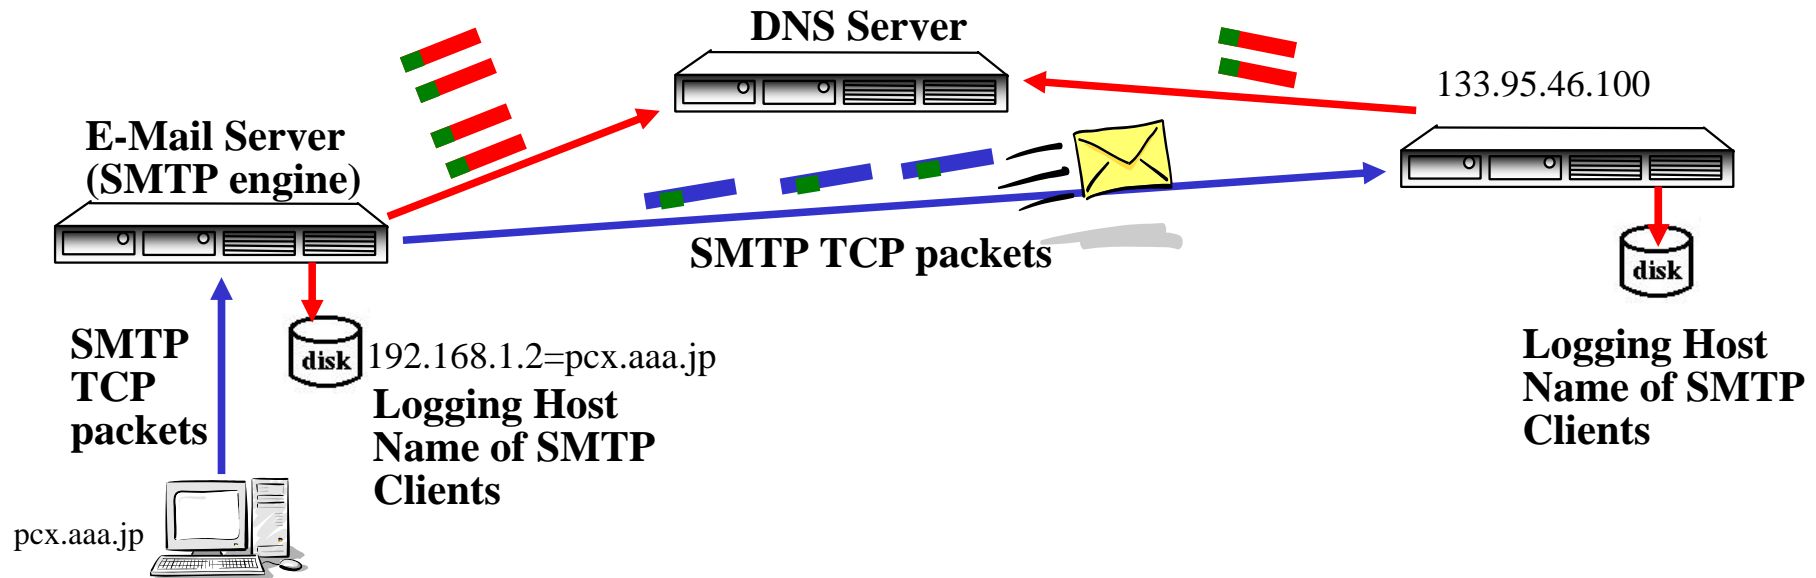 DNS Server
133.95.46.100
E-Mail Server
(SMTP engine)
SMTP TCP packets
disk
SMTP
TCP
packets
disk
192.168.1.2=pcx.aaa.jp
Logging Host
Name of SMTP
Clients
Logging Host
Name of SMTP
Clients
pcx.aaa.jp